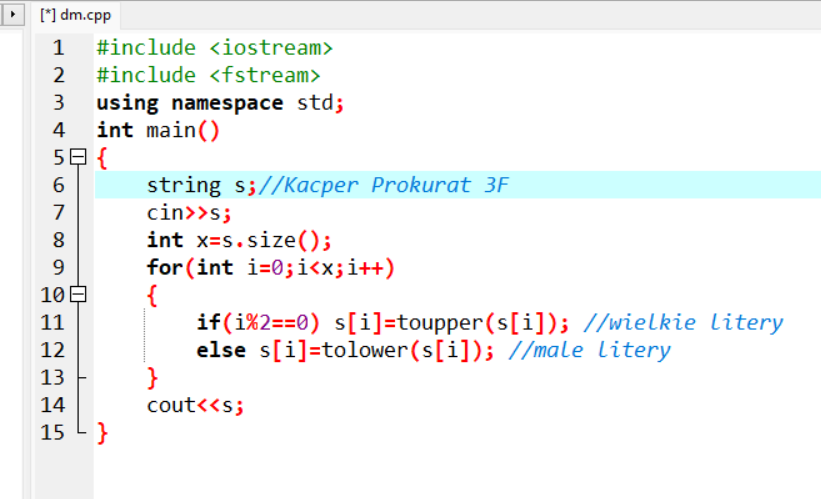 [*] dm.cpp
1 #include <iostream>
2 #include <fstream>
3 using namespace std;
4 int main()
5 {
6 string s;//Kacper Prokurat 3F
7 cin>>s;
8 int x=s.size();
9 for(int i=0;i<x;i++)
10 {
11 if(i%2==0) s[i]=toupper(s[i]); //wielkie litery
12 else s[i]=tolower(s[i]); //male litery
13 }
14 cout<<s;
15 }